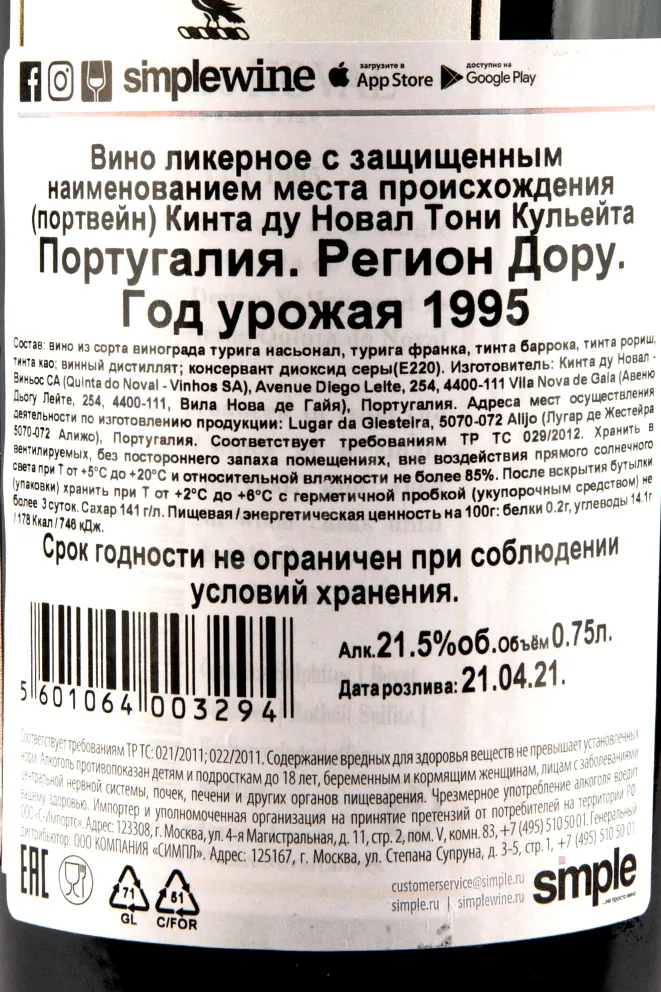 simplewine загрузите в App Store доступно на Google Play
Вино ликерное с защищенным
наименованием места происхождения
(портвейн) Кинта ду Новал Тони Кульейта
Португалия. Регион Дору.
Год урожая 1995
Состав: вино из сорта винограда турига насьонал, турига франка, тинта баррока, тинта рориш,
тинта као; винный дистиллят; консервант диоксид серы(E220). Изготовитель: Кинта ду Новал -
Виньос СА (Quinta do Noval - Vinhos SA), Avenue Diego Leite, 254, 4400-111 Vila Nova de Gaia (Авеню
Дьогу Лейте, 254, 4400-111, Вила Нова де Гайя), Португалия. Адреса мест осуществления
деятельности по изготовлению продукции: Lugar da Giesteira, 5070-072 Alijo (Лугар де Жестейра
5070-072 Алижо), Португалия. Соответствует требованиям ТР ТС 029/2012. Хранить в
вентилируемых, без постороннего запаха помещениях, вне воздействия прямого солнечного
света при Т от +5°С до +20°С и относительной влажности не более 85%. После вскрытия бутылки
(упаковки) хранить при Т от +2°С до +6°С с герметичной пробкой (укупорочным средством) не
более 3 суток. Сахар 141 г/л. Пищевая / энергетическая ценность на 100г: белки 0.2г, углеводы 14.1г
/ 178 Ккал / 746 кДж.
Срок годности не ограничен при соблюдении
условий хранения.
Алк. 21.5%об. Объём 0.75л.
Дата розлива: 21.04.21.
5 601064 003294
Соответствует требованиям ТР ТС: 021/2011; 022/2011. Содержание вредных для здоровья веществ не превышает установленных
норм. Алкоголь противопоказан детям и подросткам до 18 лет, беременным и кормящим женщинам, лицам с заболеваниями
центральной нервной системы, почек, печени и других органов пищеварения. Чрезмерное употребление алкоголя вредит
вашему здоровью. Импортер и уполномоченная организация на принятие претензий от потребителей на территории РФ
ООО «С-Импортс». Адрес: 123308, г. Москва, ул. 4-я Магистральная, д. 11, стр. 2, пом. V, комн. 83, +7 (495) 510 50 01. Генеральный
дистрибьютор: ООО КОМПАНИЯ «СИМПЛ». Адрес: 125167, г. Москва, ул. Степана Супруна, д. 3-5, стр. 1, +7 (495) 510 50 01
EAC
71
GL
81
C/FOR
customerservice@simple.ru
simple.ru | simplewine.ru
simple
...не просто вино